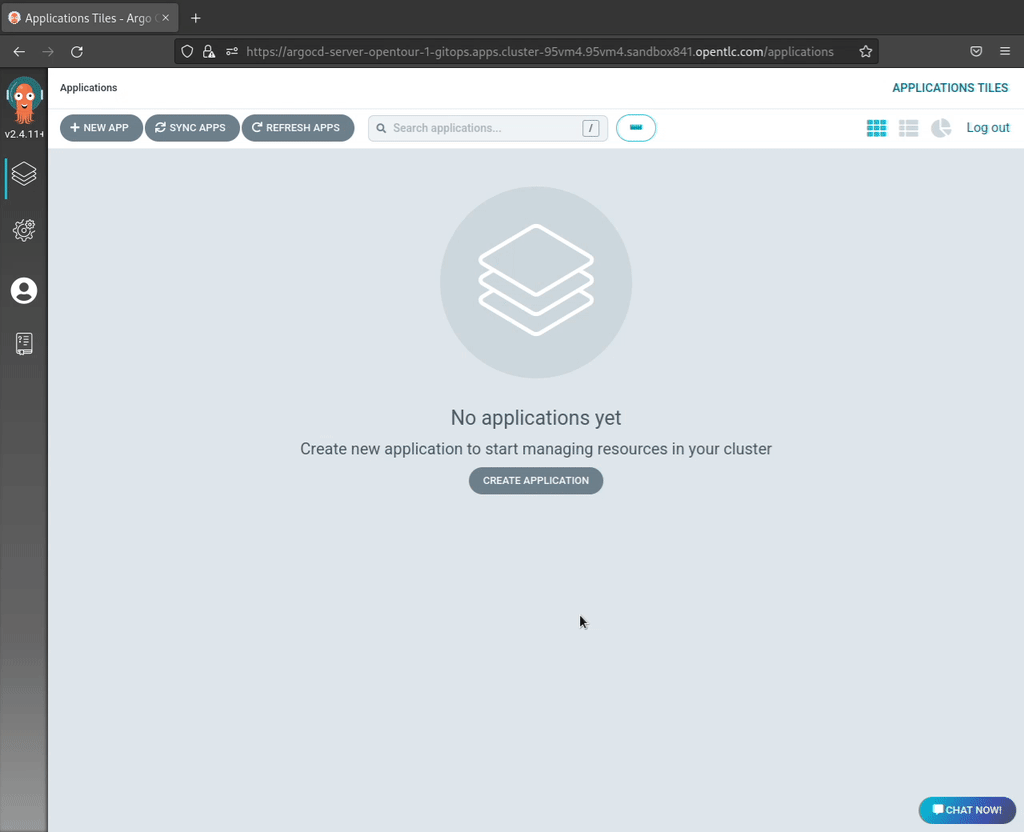 Applications Tiles - Argo
https://argocd-server-opentour-1-gitops.apps.cluster-95vm4.95vm4.sandbox841.opentlc.com/applications
v2.4.11+
Applications
APPLICATIONS TILES
NEW APP
SYNC APPS
REFRESH APPS
Search applications...
/
Log out
No applications yet
Create new application to start managing resources in your cluster
CREATE APPLICATION
CHAT NOW!